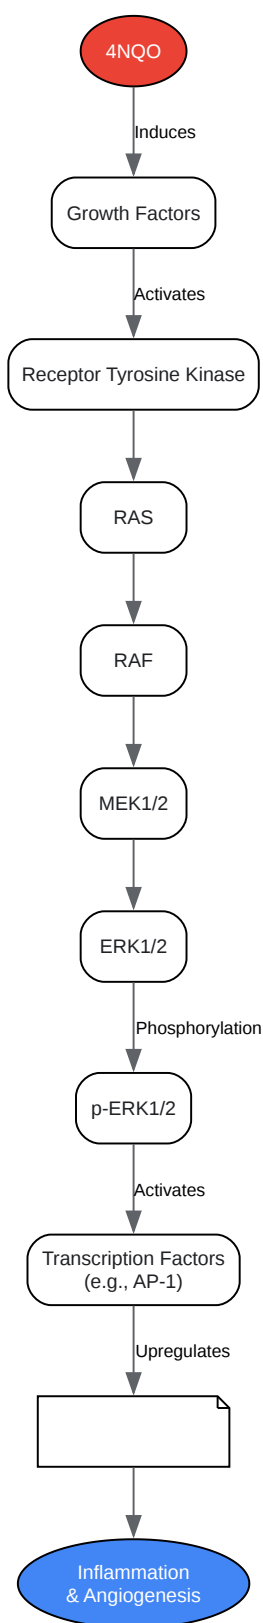 4NQO
Induces
Growth Factors
Activates
Receptor Tyrosine Kinase
RAS
RAF
MEK1/2
ERK1/2
Phosphorylation
p-ERK1/2
Activates
Transcription Factors
(e.g., AP-1)
Upregulates
Inflammation
& Angiogenesis